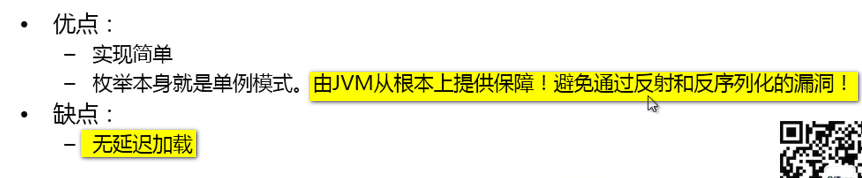 • 优点：
– 实现简单
– 枚举本身就是单例模式。由JVM从根本上提供保障！避免通过反射和反序列化的漏洞！
• 缺点：
– 无延迟加载